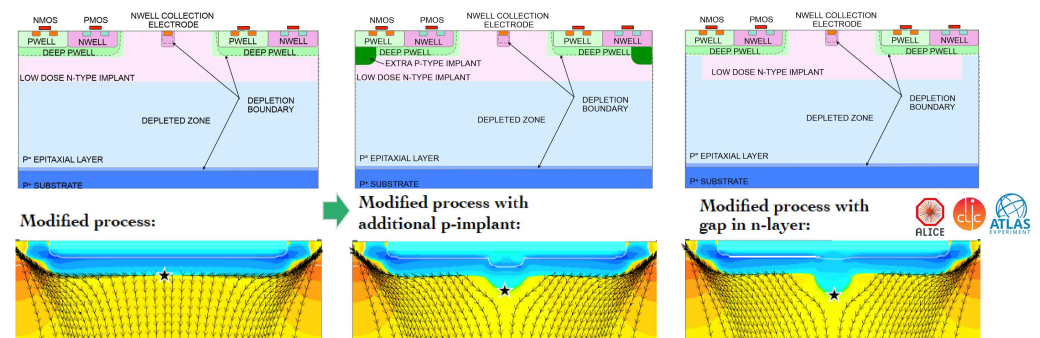 NMOS PMOS NWELL COLLECTION
ELECTRODE
PWELL NWELL PWELL NWELL
DEEP PWELL DEEP PWELL
LOW DOSE N-TYPE IMPLANT
DEPLETION
BOUNDARY
DEPLETED ZONE
P⁼ EPITAXIAL LAYER
P⁺ SUBSTRATE
Modified process:
NMOS PMOS NWELL COLLECTION
ELECTRODE
PWELL NWELL PWELL NWELL
DEEP PWELL DEEP PWELL
EXTRA P-TYPE IMPLANT
LOW DOSE N-TYPE IMPLANT
DEPLETION
BOUNDARY
DEPLETED ZONE
P⁼ EPITAXIAL LAYER
P⁺ SUBSTRATE
Modified process with
additional p-implant:
NMOS PMOS NWELL COLLECTION
ELECTRODE
PWELL NWELL PWELL NWELL
DEEP PWELL DEEP PWELL
LOW DOSE N-TYPE IMPLANT
DEPLETION
BOUNDARY
DEPLETED ZONE
P⁼ EPITAXIAL LAYER
P⁺ SUBSTRATE
Modified process with
gap in n-layer:
ALICE
clic
ATLAS
EXPERIMENT